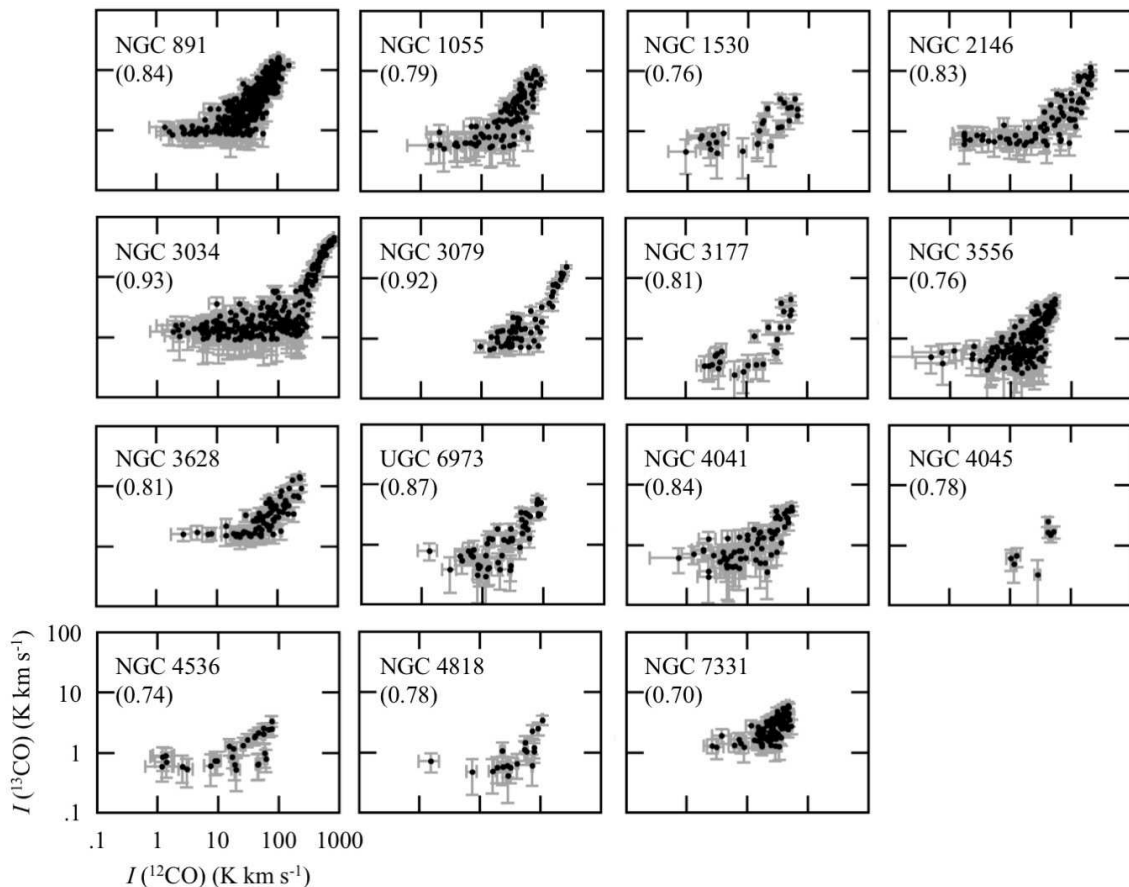 NGC 891
(0.84)
NGC 1055
(0.79)
NGC 1530
(0.76)
NGC 2146
(0.83)
NGC 3034
(0.93)
NGC 3079
(0.92)
NGC 3177
(0.81)
NGC 3556
(0.76)
NGC 3628
(0.81)
UGC 6973
(0.87)
NGC 4041
(0.84)
NGC 4045
(0.78)
NGC 4536
(0.74)
NGC 4818
(0.78)
NGC 7331
(0.70)
100
10
1
.1
I (¹³CO) (K km s⁻¹)
.1 1 10 100 1000
I (¹²CO) (K km s⁻¹)